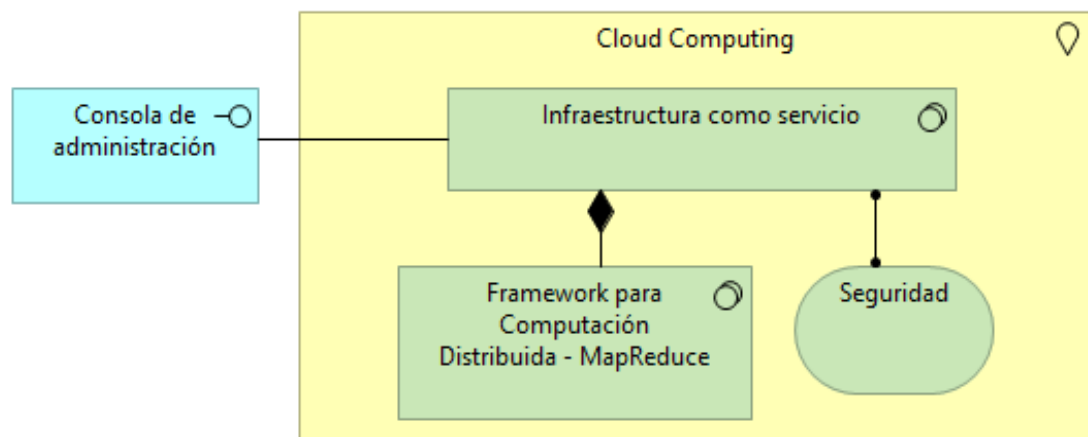 Cloud Computing
Consola de
administración
Infraestructura como servicio
Framework para
Computación
Distribuida - MapReduce
Seguridad